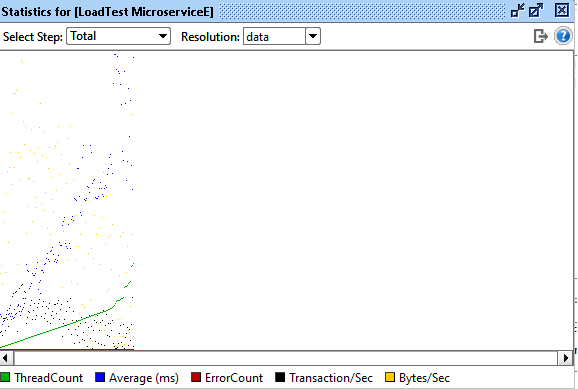 Statistics for [LoadTest MicroserviceE]
Select Step: Total Resolution: data
ThreadCount Average (ms) ErrorCount Transaction/Sec Bytes/Sec